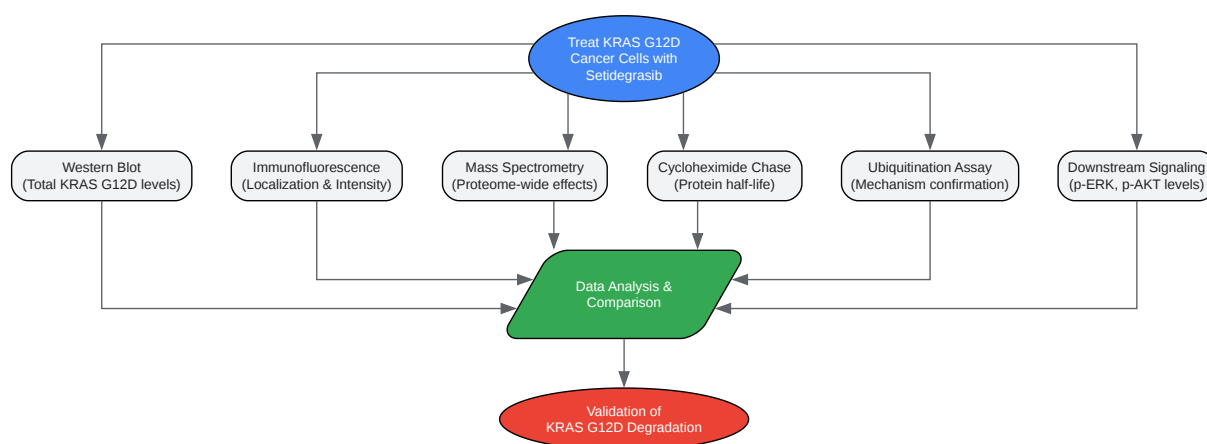 Treat KRAS G12D
Cancer Cells with
Setidegrasib
Western Blot
(Total KRAS G12D levels)
Immunofluorescence
(Localization & Intensity)
Mass Spectrometry
(Proteome-wide effects)
Cycloheximide Chase
(Protein half-life)
Ubiquitination Assay
(Mechanism confirmation)
Downstream Signaling
(p-ERK, p-AKT levels)
Data Analysis &
Comparison
Validation of
KRAS G12D Degradation